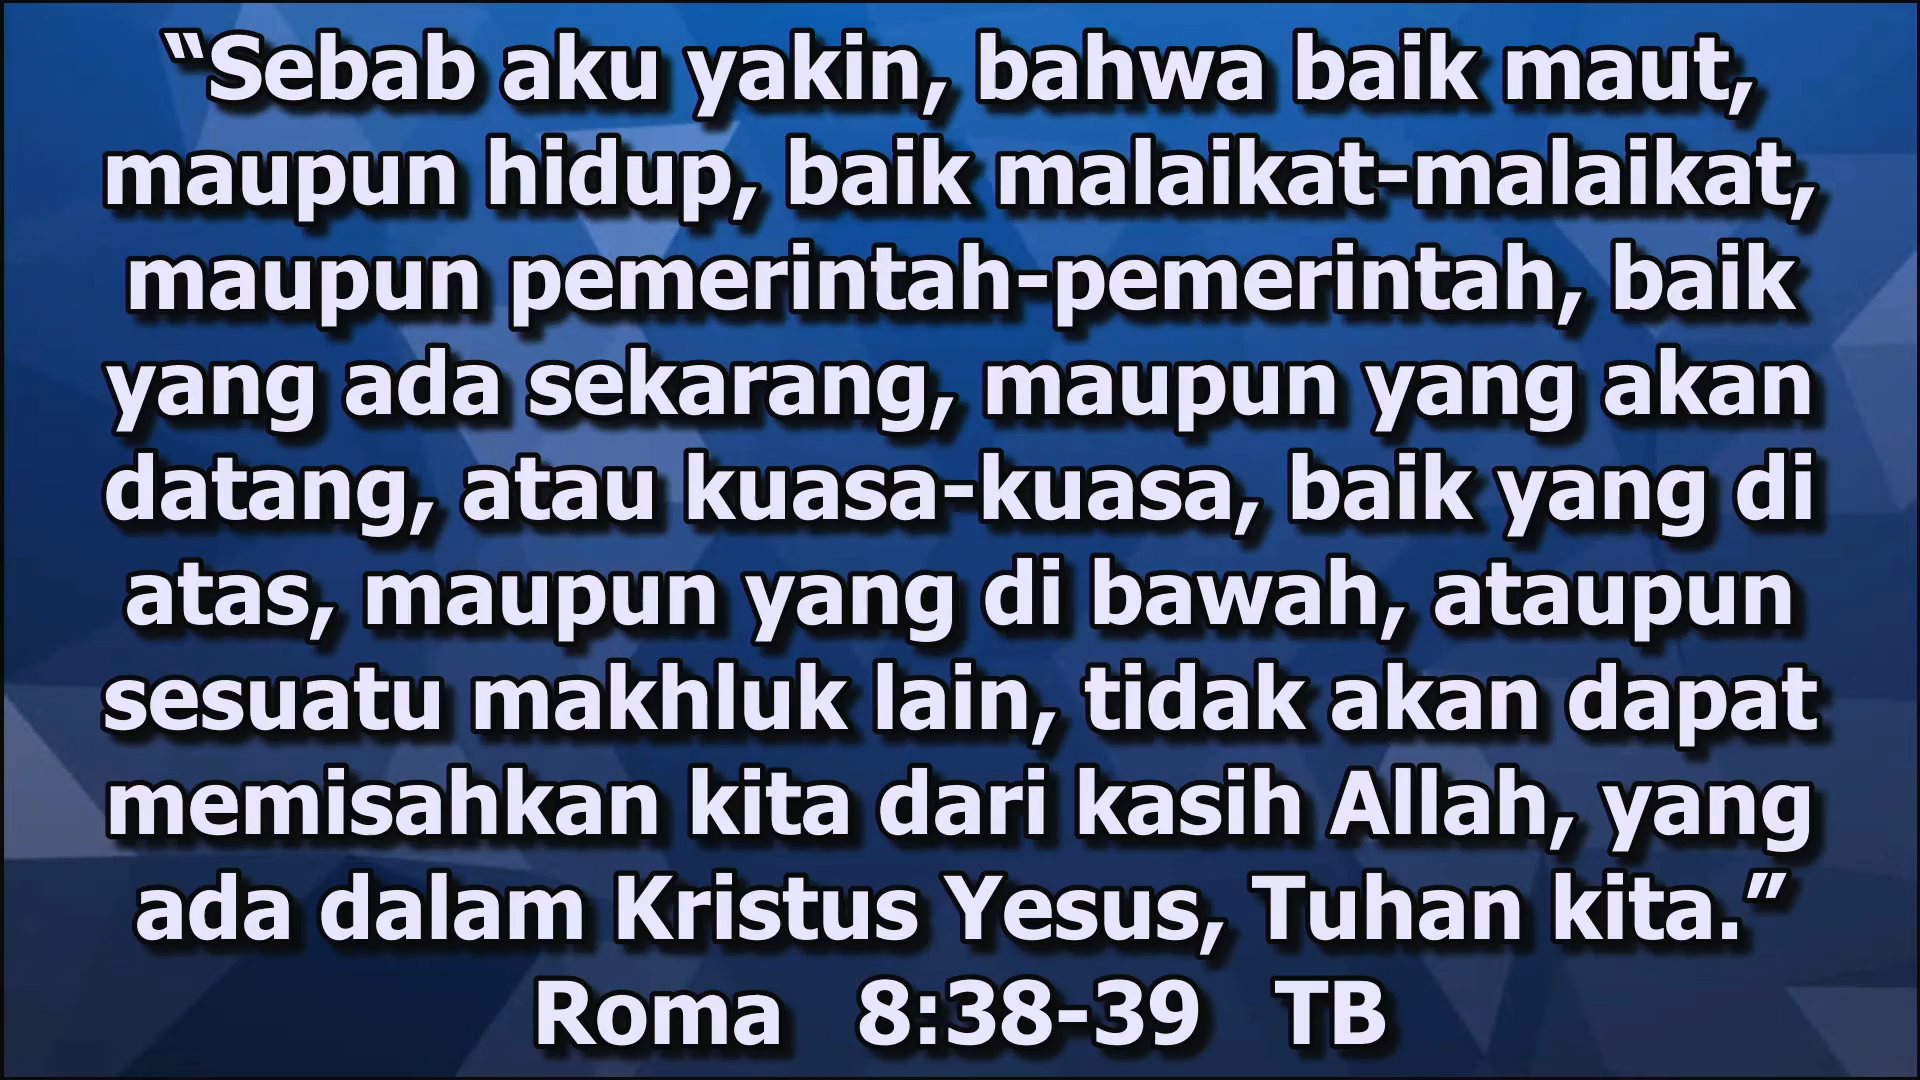 “Sebab aku yakin, bahwa baik maut,
maupun hidup, baik malaikat-malaikat,
maupun pemerintah-pemerintah, baik
yang ada sekarang, maupun yang akan
datang, atau kuasa-kuasa, baik yang di
atas, maupun yang di bawah, ataupun
sesuatu makhluk lain, tidak akan dapat
memisahkan kita dari kasih Allah, yang
ada dalam Kristus Yesus, Tuhan kita.”
Roma 8:38-39 TB